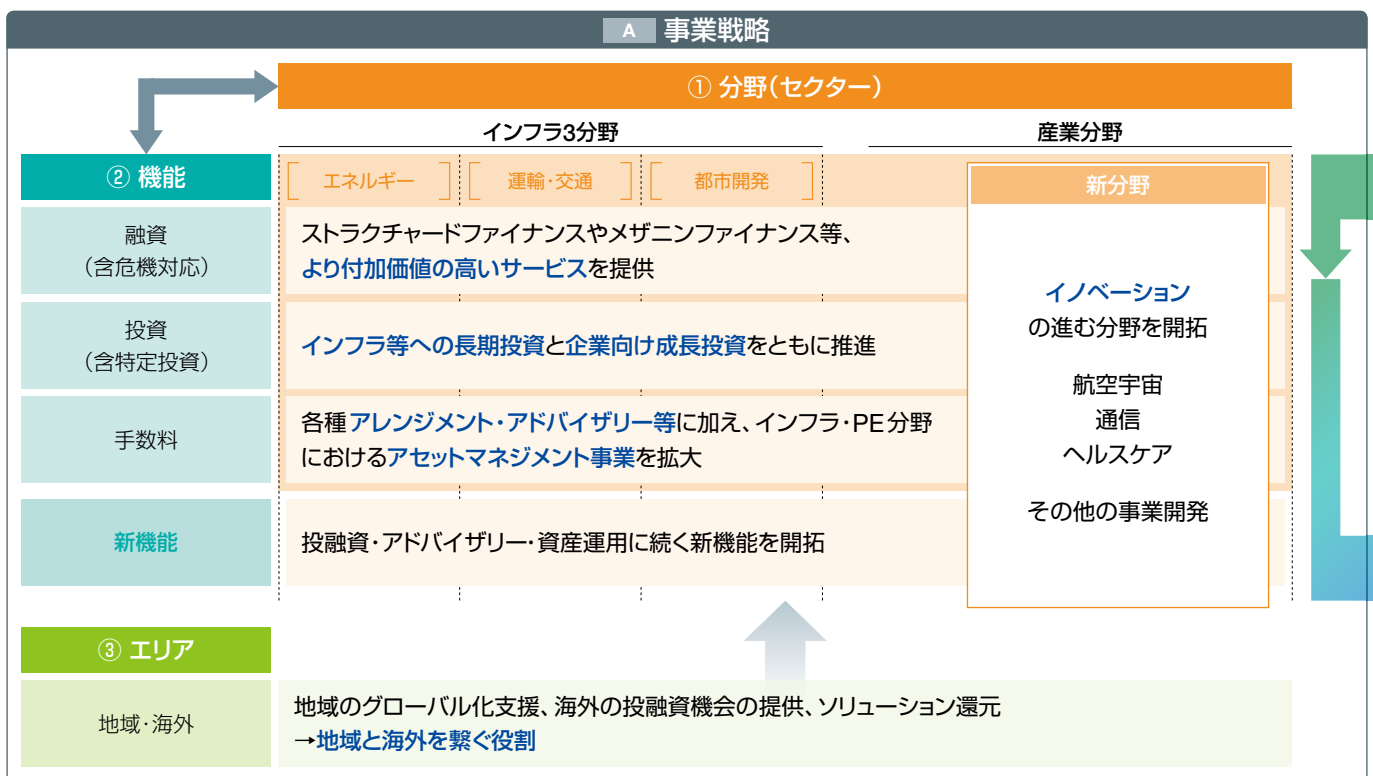 A 事業戦略
① 分野(セクター)
インフラ3分野
産業分野
② 機能
エネルギー
運輸・交通
都市開発
新分野
融資
(含危機対応)
ストラクチャードファイナンスやメザニンファイナンス等、
より付加価値の高いサービスを提供
投資
(含特定投資)
インフラ等への長期投資と企業向け成長投資をともに推進
手数料
各種アレンジメント・アドバイザリー等に加え、インフラ・PE分野
におけるアセットマネジメント事業を拡大
新機能
投融資・アドバイザリー・資産運用に続く新機能を開拓
イノベーション
の進む分野を開拓
航空宇宙
通信
ヘルスケア
その他の事業開発
③ エリア
地域・海外
地域のグローバル化支援、海外の投融資機会の提供、ソリューション還元
→地域と海外を繋ぐ役割